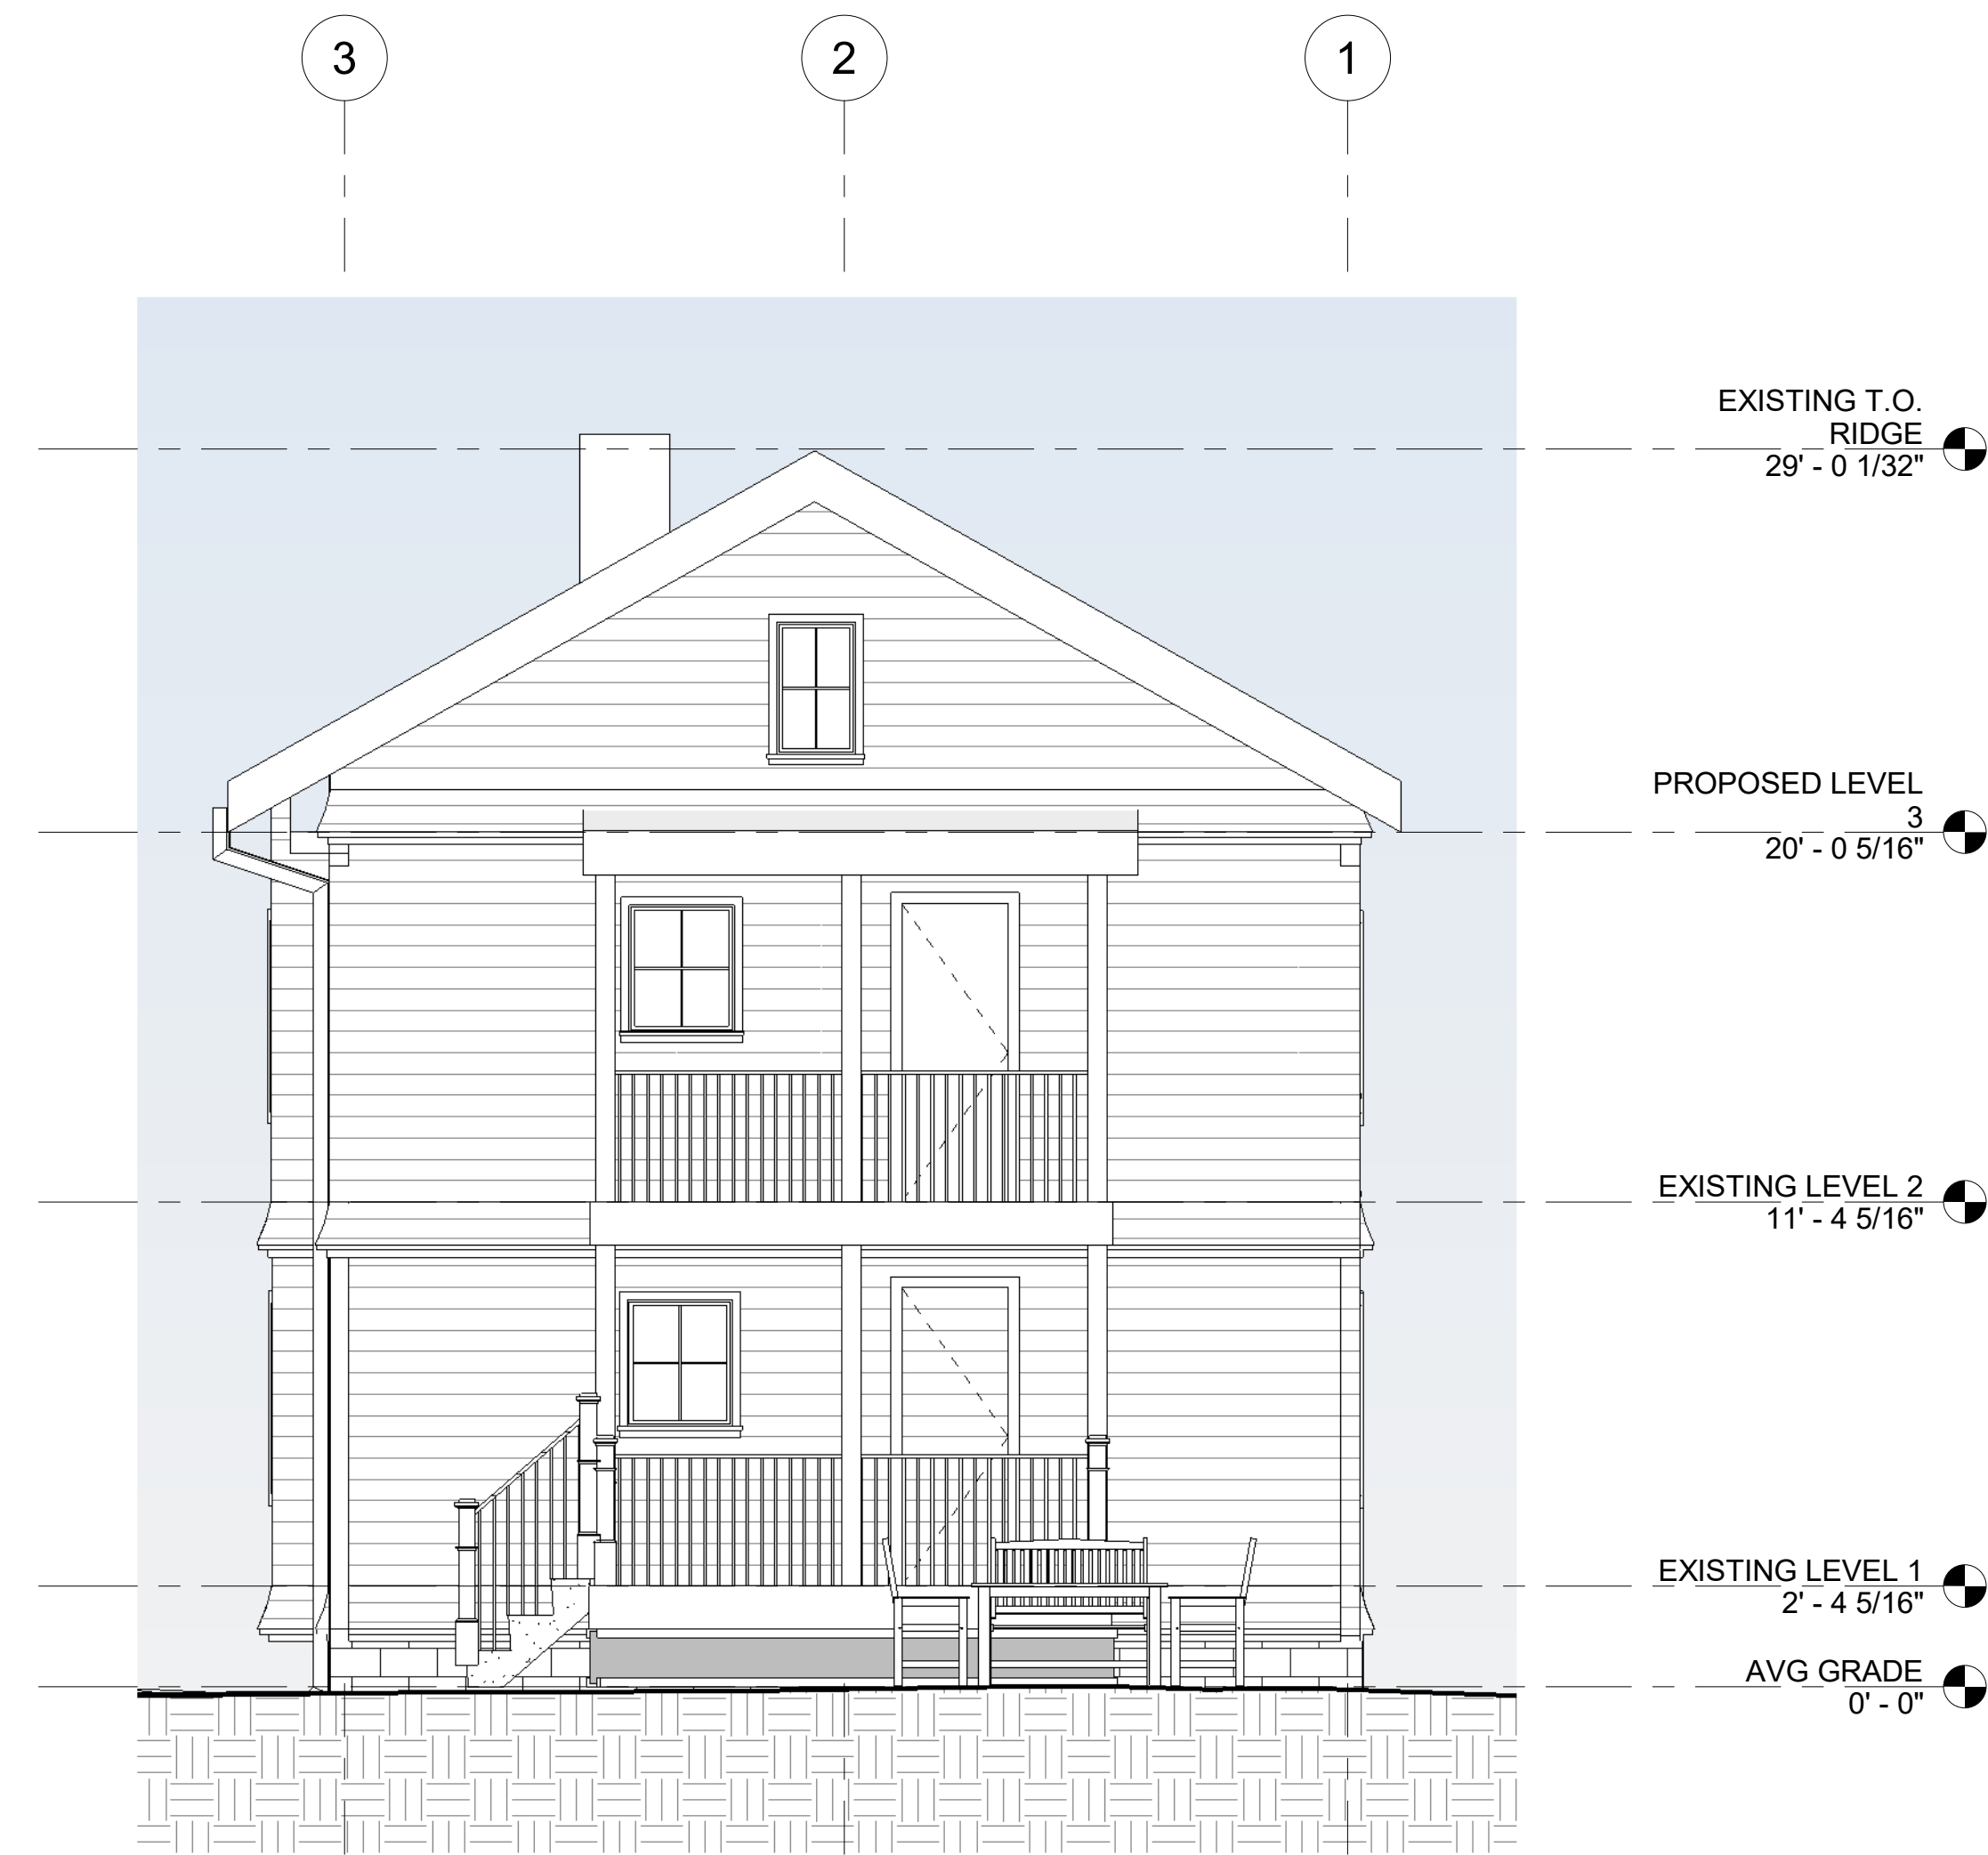 3
2
1
EXISTING T.O.
RIDGE
29' - 0 1/32"
PROPOSED LEVEL
3
20' - 0 5/16"
EXISTING LEVEL 2
11' - 4 5/16"
EXISTING LEVEL 1
2' - 4 5/16"
AVG GRADE
0' - 0"